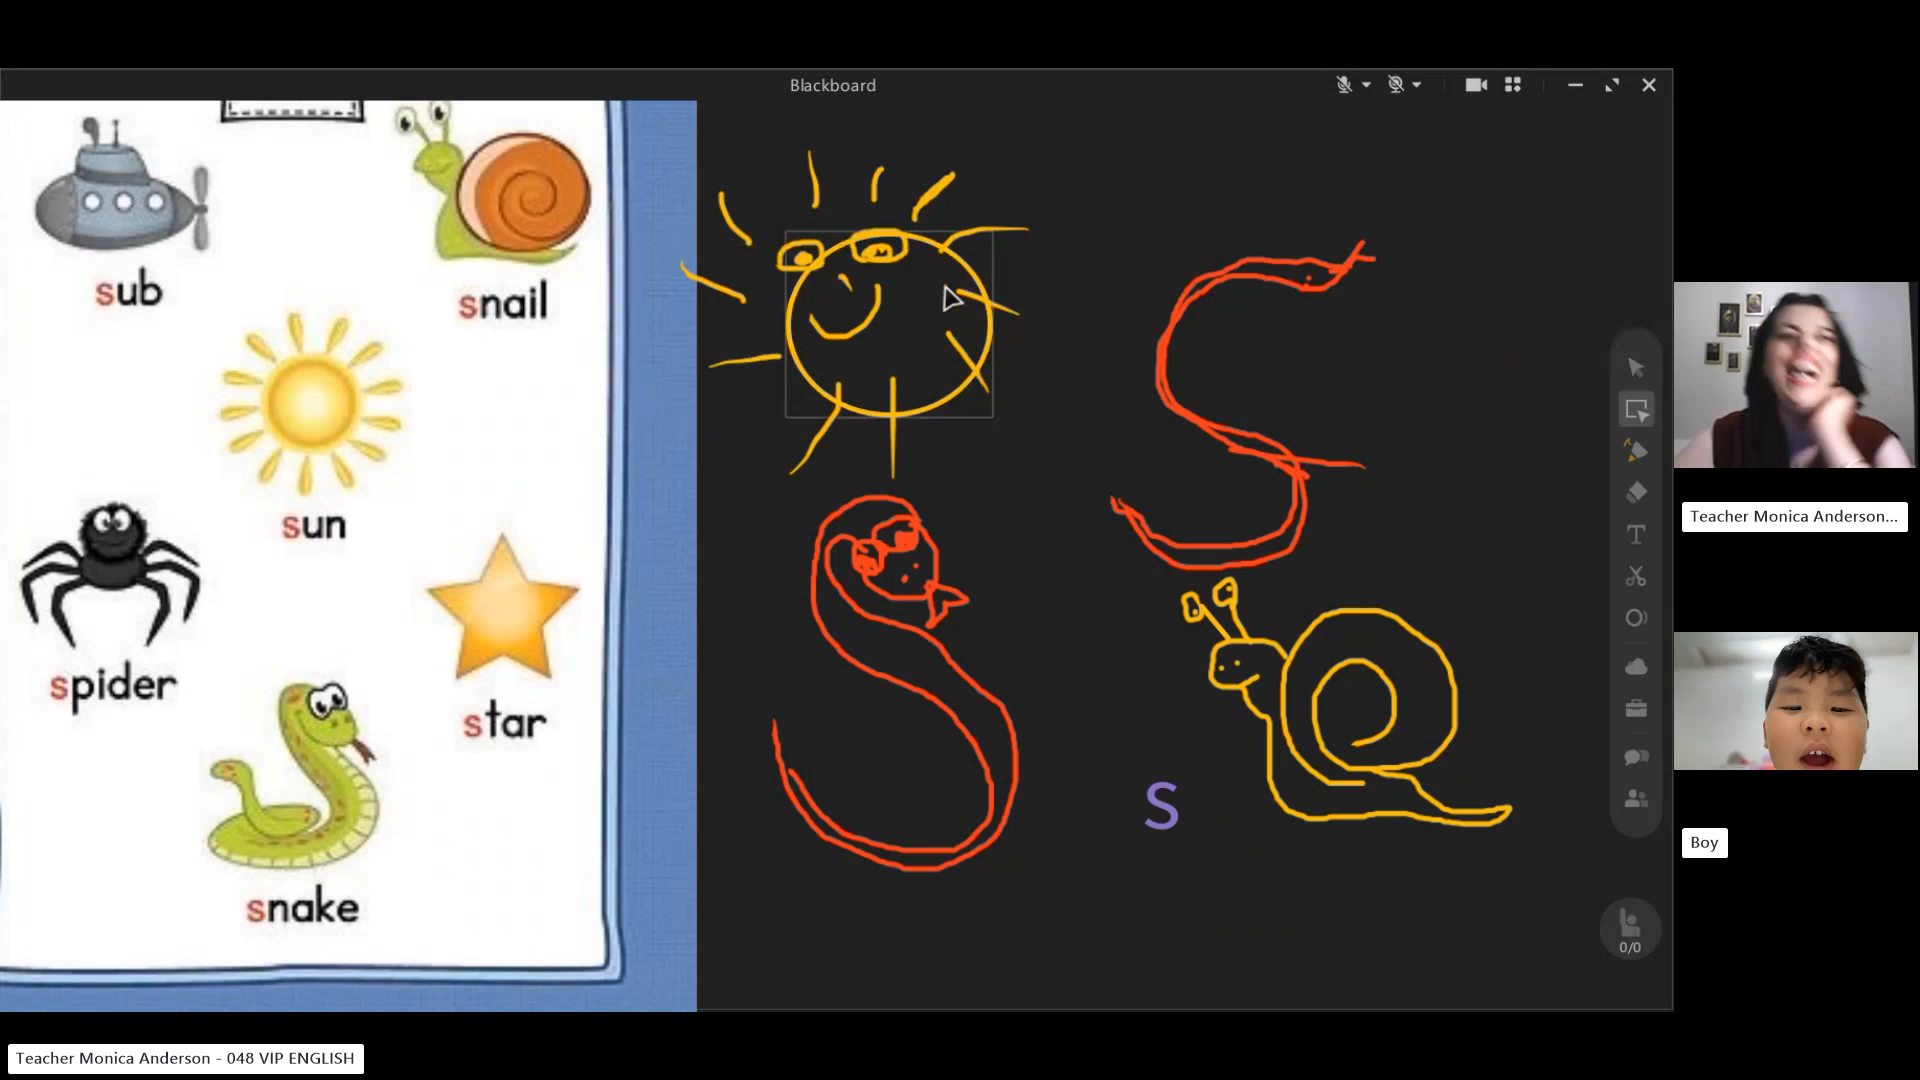 Blackboard
sub
snail
sun
spider
star
snake
s
Teacher Monica Anderson...
Boy
0/0
Teacher Monica Anderson - 048 VIP ENGLISH